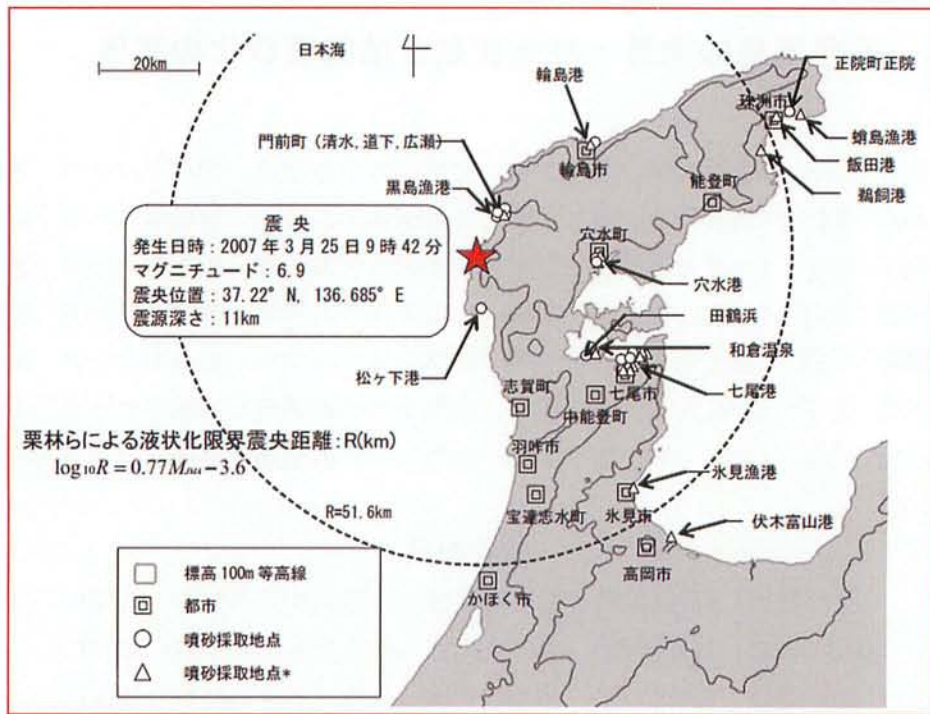 日本海
20km
輪島港
正院町正院
珠洲市
蛸島漁港
飯田港
鵜飼港
門前町（清水，道下，広瀬）
輪島市
黒島漁港
能登町
震央
発生日時：2007年3月25日9時42分
マグニチュード：6.9
震央位置：37.22° N, 136.685° E
震源深さ：11km
穴水町
穴水港
田鶴浜
和倉温泉
松ヶ下港
志賀町
七尾市
七尾港
中能登町
栗林らによる液状化限界震央距離：R(km)
log₁₀R = 0.77M − 3.6
羽咋市
氷見漁港
R=51.6km
宝達志水町
氷見市
伏木富山港
高岡市
かほく市
標高100m等高線
都市
噴砂採取地点
噴砂採取地点*